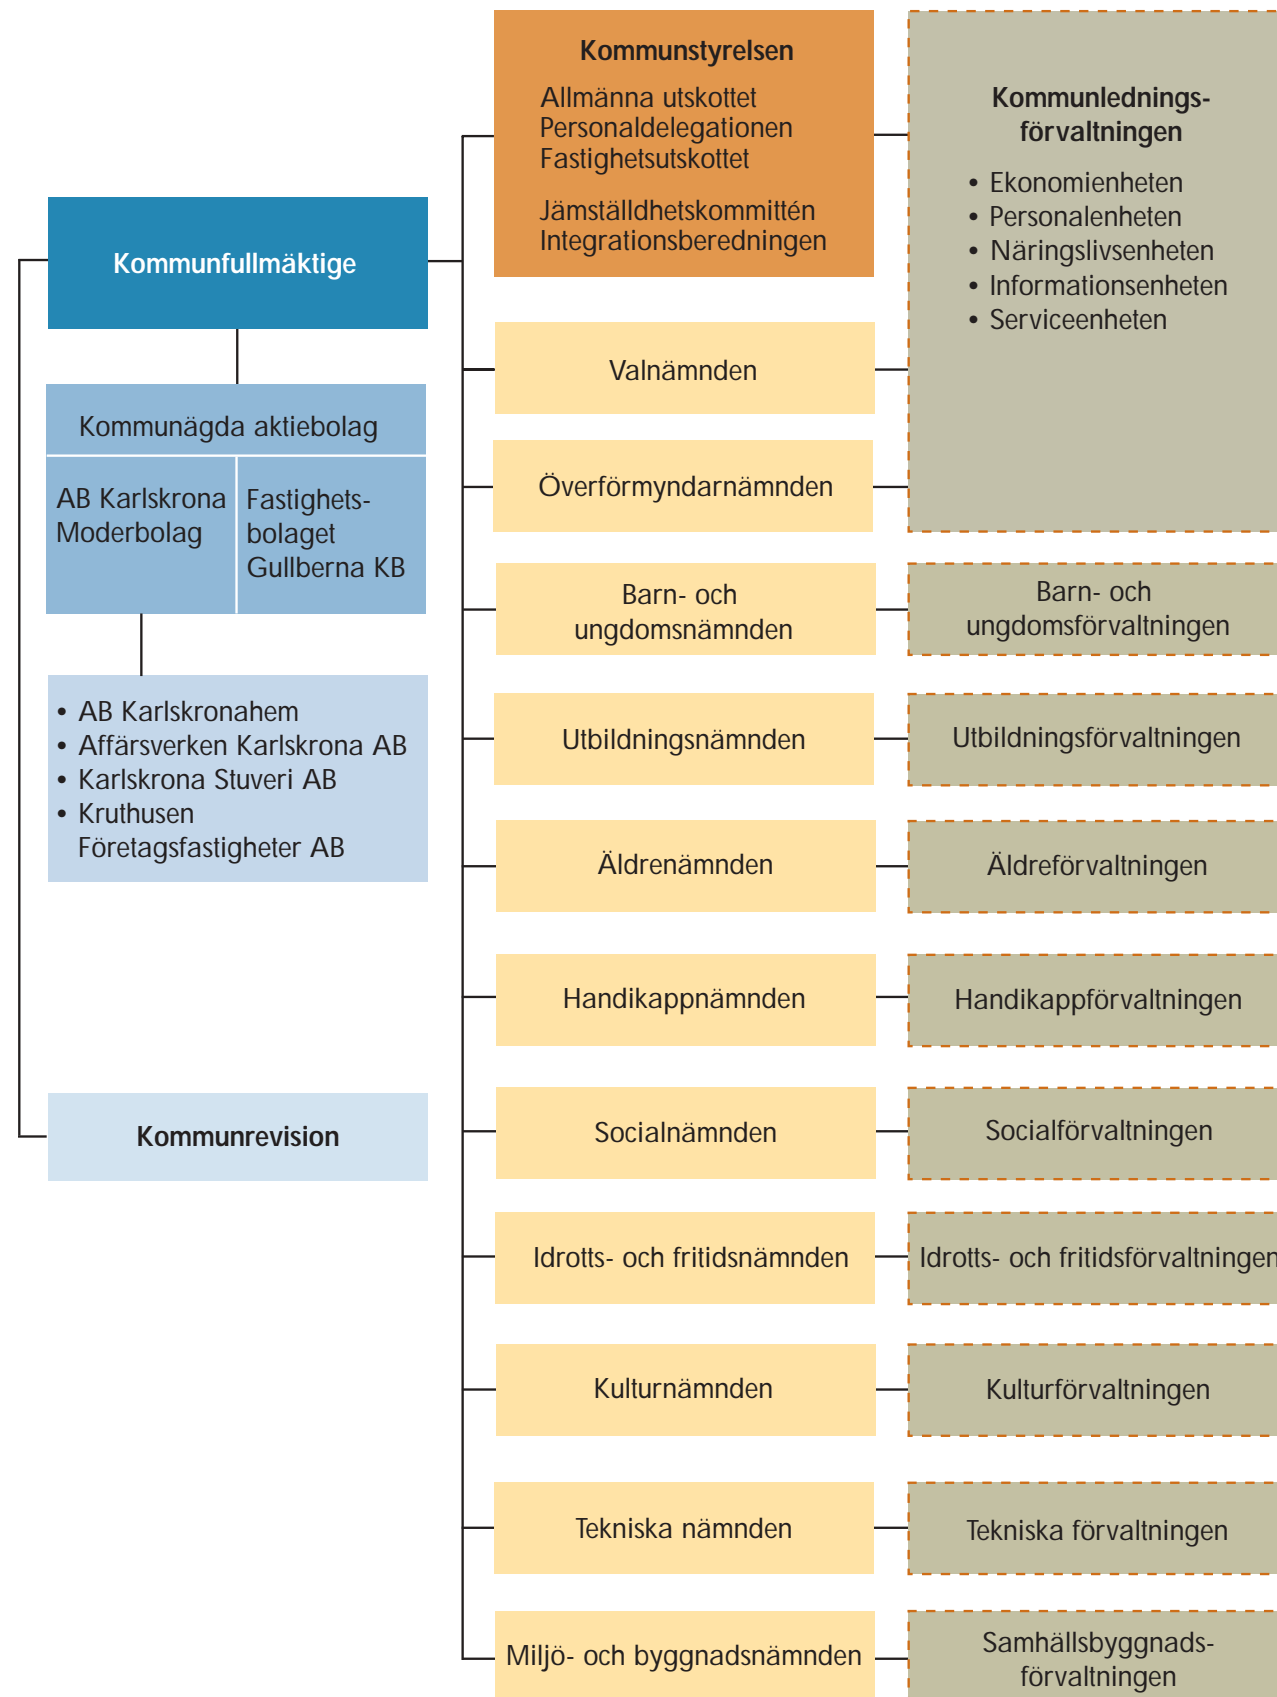 Kommunfullmäktige
Kommunägda aktiebolag
AB Karlskrona
Moderbolag
Fastighets-
bolaget
Gullberna KB
• AB Karlskronahem
• Affärsverken Karlskrona AB
• Karlskrona Stuveri AB
• Kruthusen
Företagsfastigheter AB
Kommunrevision
Kommunstyrelsen
Allmänna utskottet
Personaldelegationen
Fastighetsutskottet
Jämställdhetskommittén
Integrationsberedningen
Valnämnden
Överförmyndarnämnden
Barn- och
ungdomsnämnden
Utbildningsnämnden
Äldrenämnden
Handikappnämnden
Socialnämnden
Idrotts- och fritidsnämnden
Kulturnämnden
Tekniska nämnden
Miljö- och byggnadsnämnden
Kommunlednings-
förvaltningen
• Ekonomienheten
• Personalenheten
• Näringslivsenheten
• Informationsenheten
• Serviceenheten
Barn- och
ungdomsförvaltningen
Utbildningsförvaltningen
Äldreförvaltningen
Handikappförvaltningen
Socialförvaltningen
Idrotts- och fritidsförvaltningen
Kulturförvaltningen
Tekniska förvaltningen
Samhällsbyggnads-
förvaltningen